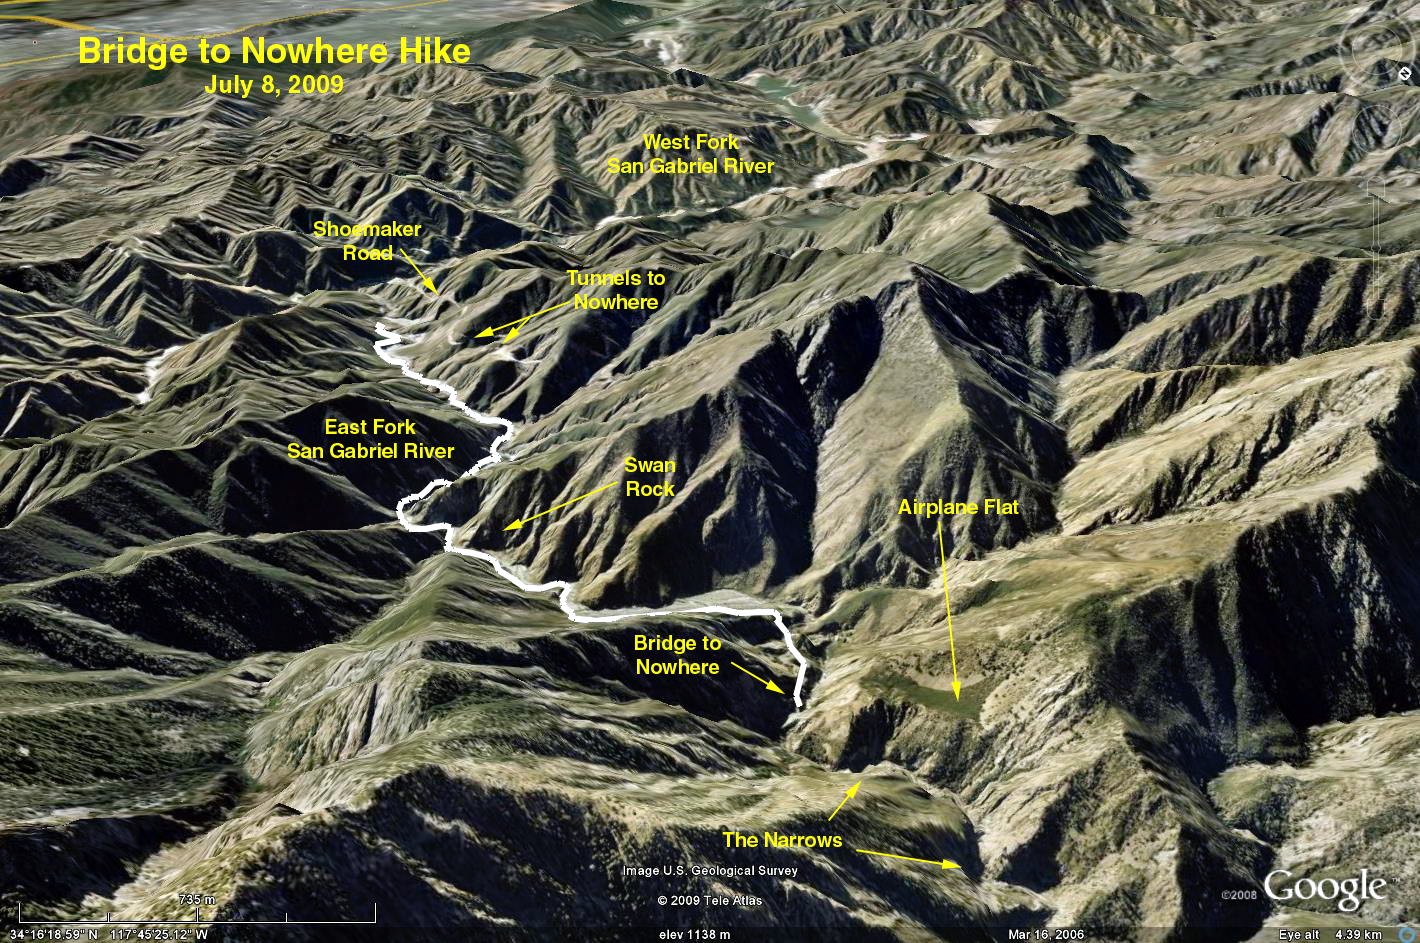 Bridge to Nowhere Hike
July 8, 2009
West Fork
San Gabriel River
Shoemaker
Road
Tunnels to
Nowhere
East Fork
San Gabriel River
Swan
Rock
Airplane Flat
Bridge to
Nowhere
The Narrows
Image U.S. Geological Survey
© 2009 Tele Atlas
©2008 Google™
735 m
34°16'18.59" N 117°45'25.12" W elev 1138 m Mar 16, 2006 Eye alt 4.39 km